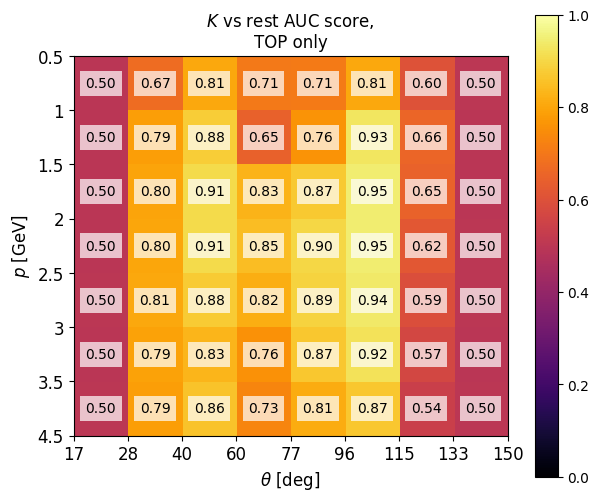 K vs rest AUC score,
TOP only
1.0
0.5
0.50 0.67 0.81 0.71 0.71 0.81 0.60 0.50
1
0.50 0.79 0.88 0.65 0.76 0.93 0.66 0.50
0.8
1.5
0.50 0.80 0.91 0.83 0.87 0.95 0.65 0.50
2
0.6
0.50 0.80 0.91 0.85 0.90 0.95 0.62 0.50
p [GeV]
2.5
0.50 0.81 0.88 0.82 0.89 0.94 0.59 0.50
0.4
3
0.50 0.79 0.83 0.76 0.87 0.92 0.57 0.50
3.5
0.2
0.50 0.79 0.86 0.73 0.81 0.87 0.54 0.50
4.5
17 28 40 60 77 96 115 133 150
0.0
θ [deg]